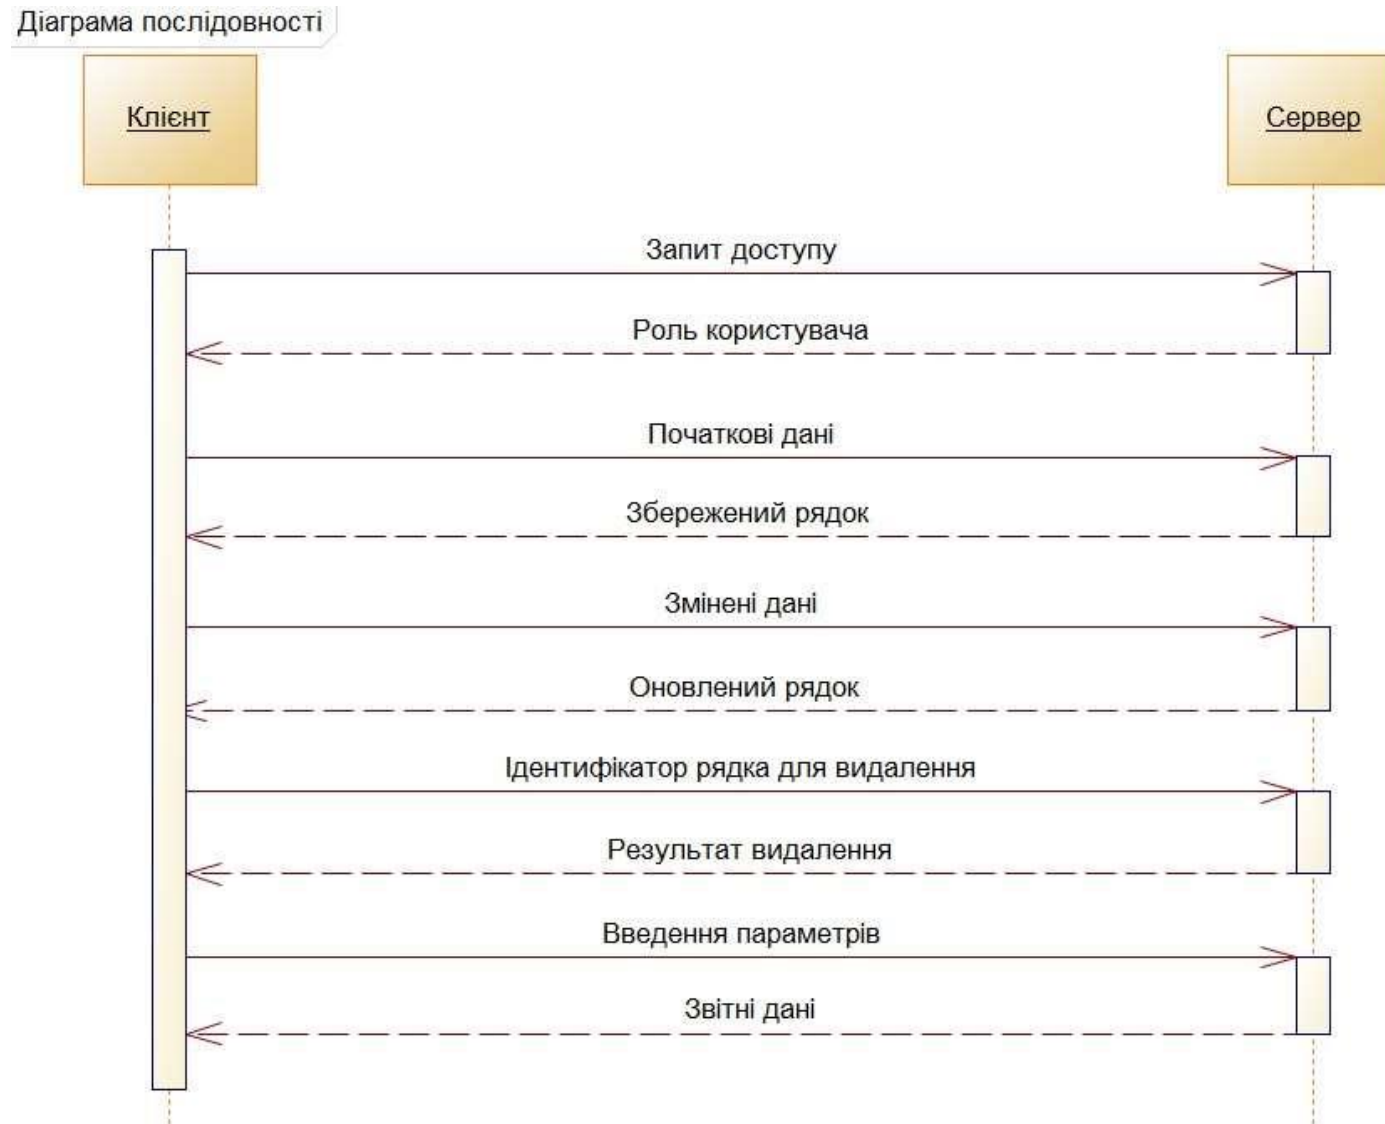 Діаграма послідовності
Клієнт
Сервер
Запит доступу
Роль користувача
Початкові дані
Збережений рядок
Змінені дані
Оновлений рядок
Ідентифікатор рядка для видалення
Результат видалення
Введення параметрів
Звітні дані